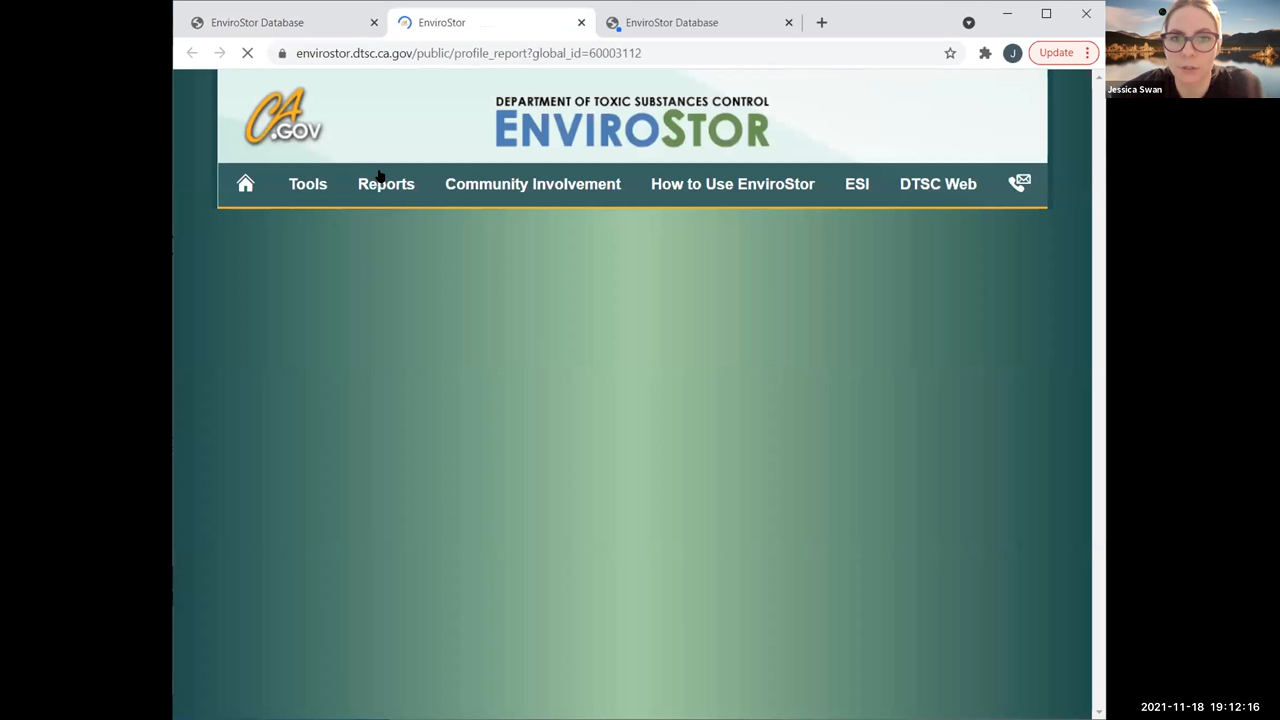 EnviroStor Database
EnviroStor
EnviroStor Database
envirostor.dtsc.ca.gov/public/profile_report?global_id=60003112
J
Update
Jessica Swan
CA
.GOV
DEPARTMENT OF TOXIC SUBSTANCES CONTROL
ENVIROSTOR
Tools
Reports
Community Involvement
How to Use EnviroStor
ESI
DTSC Web
2021-11-18 19:12:16